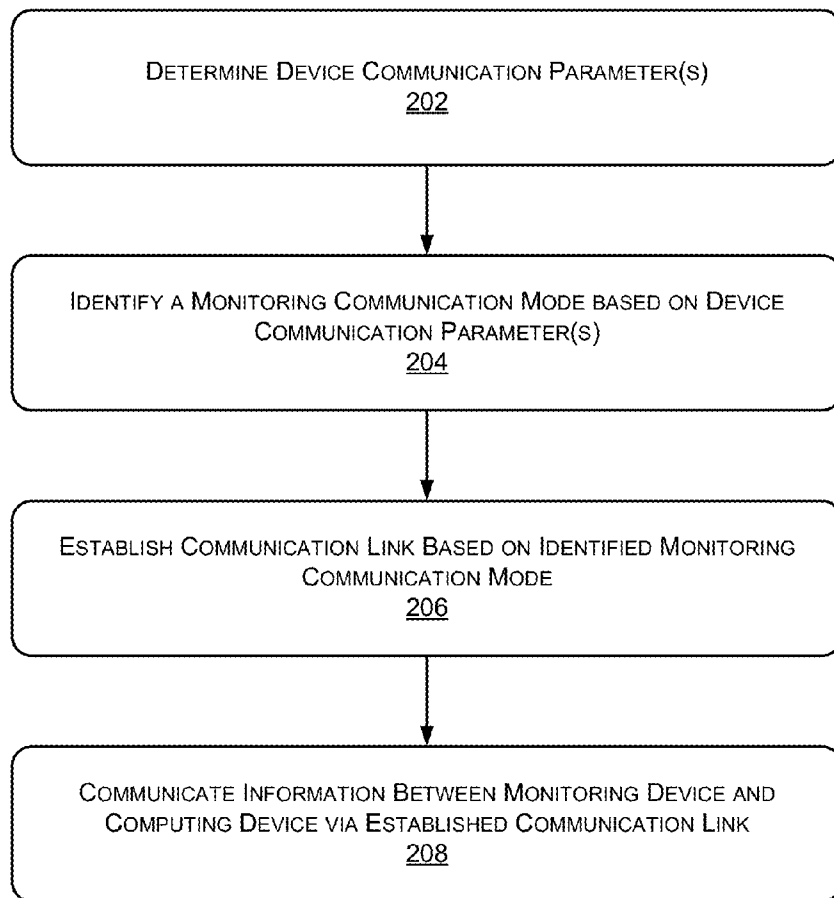 DETERMINE DEVICE COMMUNICATION PARAMETER(S)
202
IDENTIFY A MONITORING COMMUNICATION MODE BASED ON DEVICE
COMMUNICATION PARAMETER(S)
204
ESTABLISH COMMUNICATION LINK BASED ON IDENTIFIED MONITORING
COMMUNICATION MODE
206
COMMUNICATE INFORMATION BETWEEN MONITORING DEVICE AND
COMPUTING DEVICE VIA ESTABLISHED COMMUNICATION LINK
208